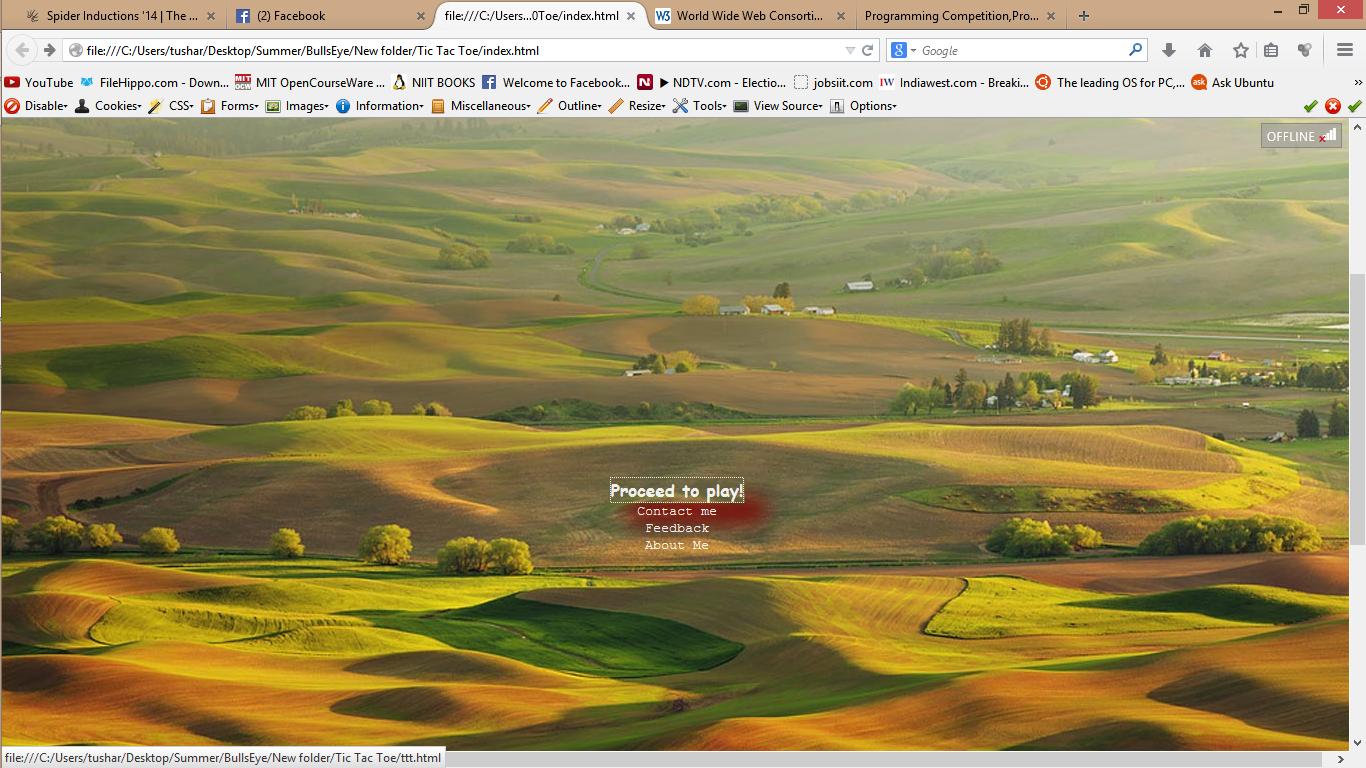 Spider Inductions '14 | The ...
(2) Facebook
file:///C:/Users...0Toe/index.html
World Wide Web Consorti...
Programming Competition,Pro...
file:///C:/Users/tushar/Desktop/Summer/BullsEye/New folder/Tic Tac Toe/index.html
Google
YouTube
FileHippo.com - Down...
MIT OpenCourseWare ...
NIIT BOOKS
Welcome to Facebook...
NDTV.com - Electio...
jobsiit.com
Indiawest.com - Breaki...
The leading OS for PC,...
Ask Ubuntu
Disable
Cookies
CSS
Forms
Images
Information
Miscellaneous
Outline
Resize
Tools
View Source
Options
OFFLINE
Proceed to play!
Contact me
Feedback
About Me
file:///C:/Users/tushar/Desktop/Summer/BullsEye/New folder/Tic Tac Toe/ttt.html